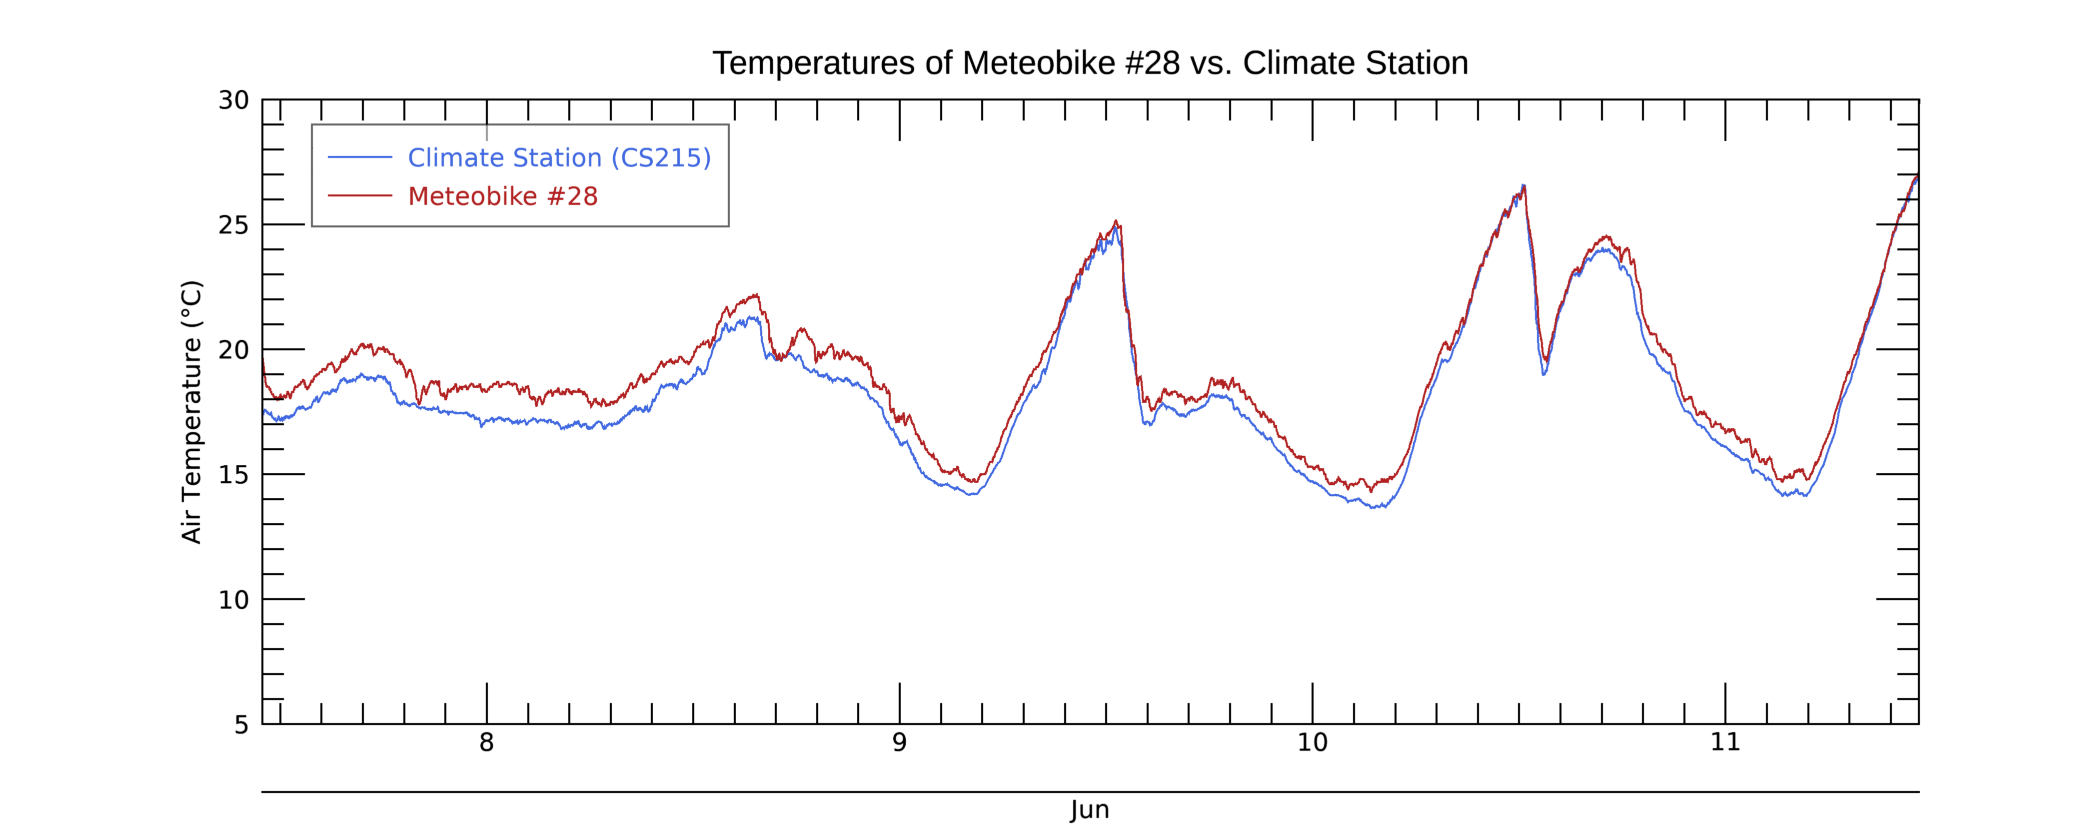 Temperatures of Meteobike #28 vs. Climate Station
Air Temperature (°C)
30
25
20
15
10
5
Climate Station (CS215)
Meteobike #28
8
9
10
11
Jun